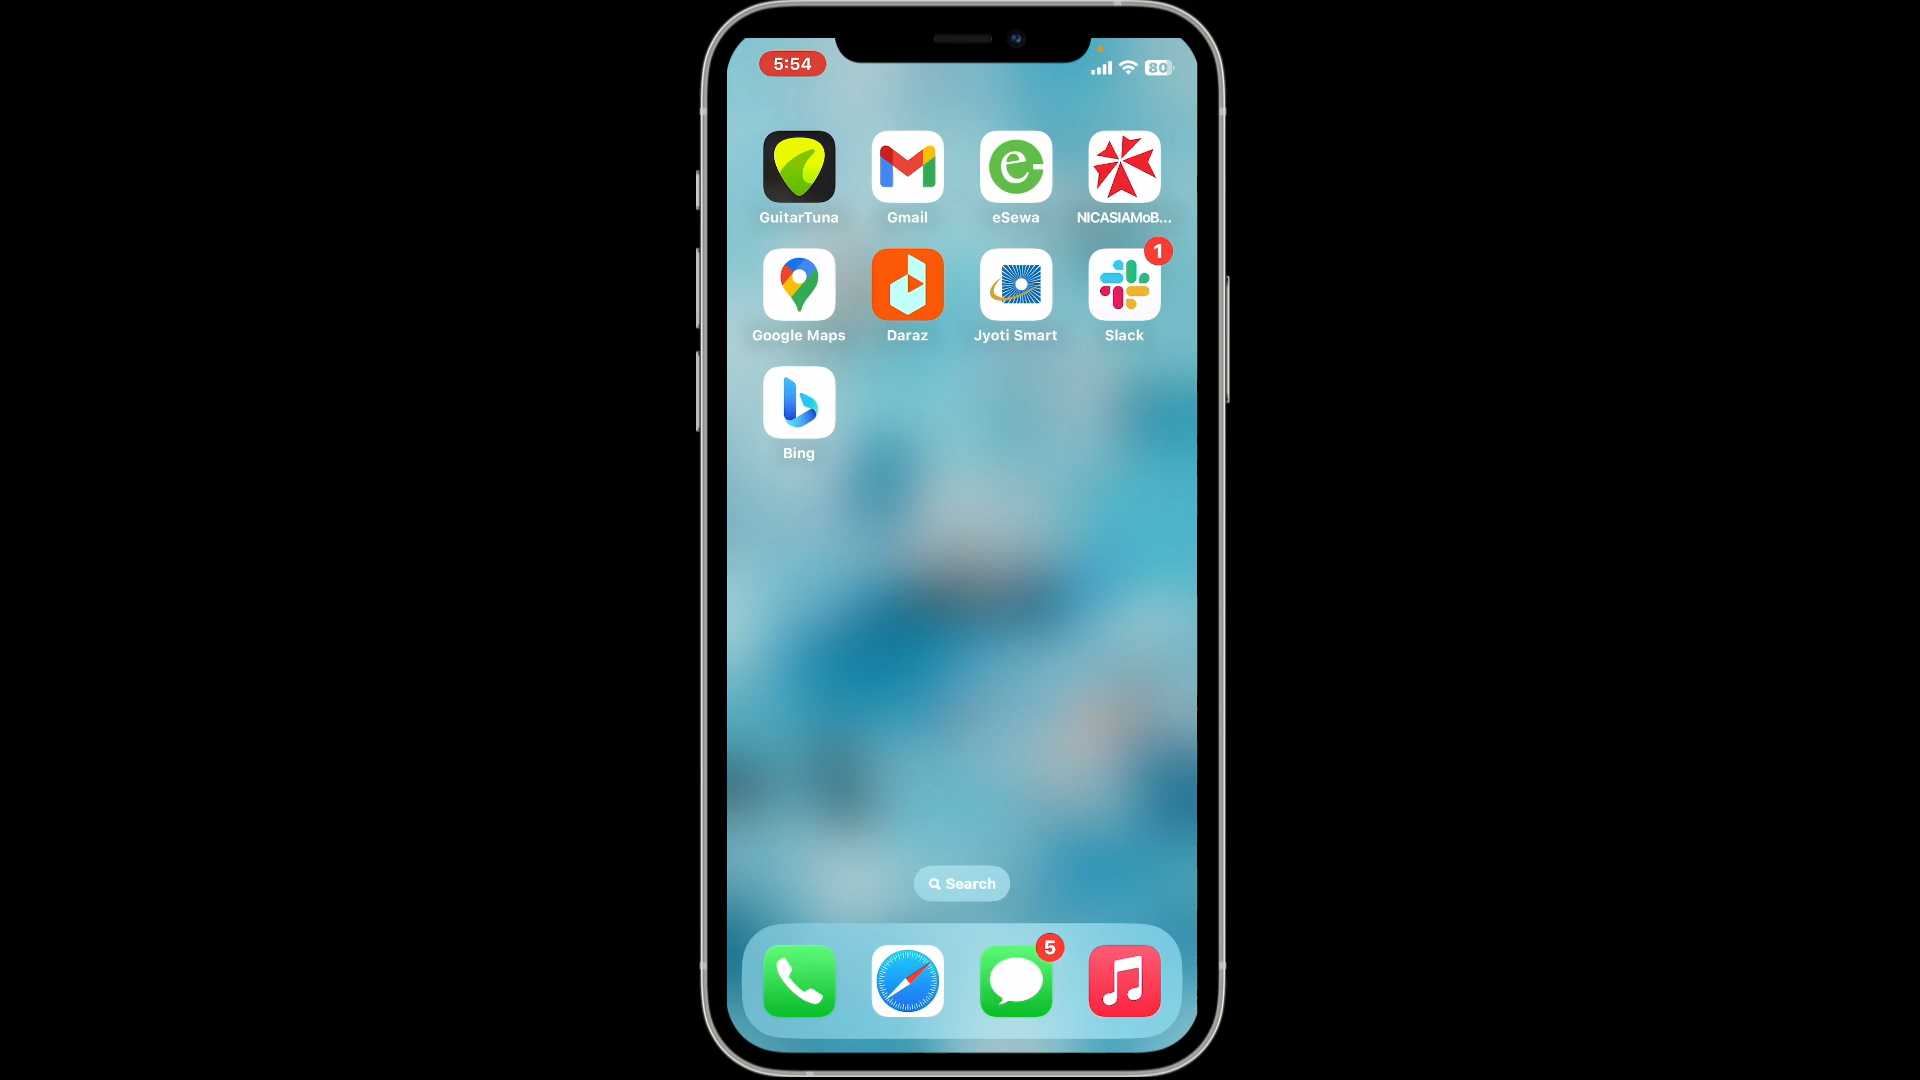 5:54
80
GuitarTuna
Gmail
eSewa
NICASIAMoB...
Google Maps
Daraz
Jyoti Smart
1
Slack
Bing
Search
5